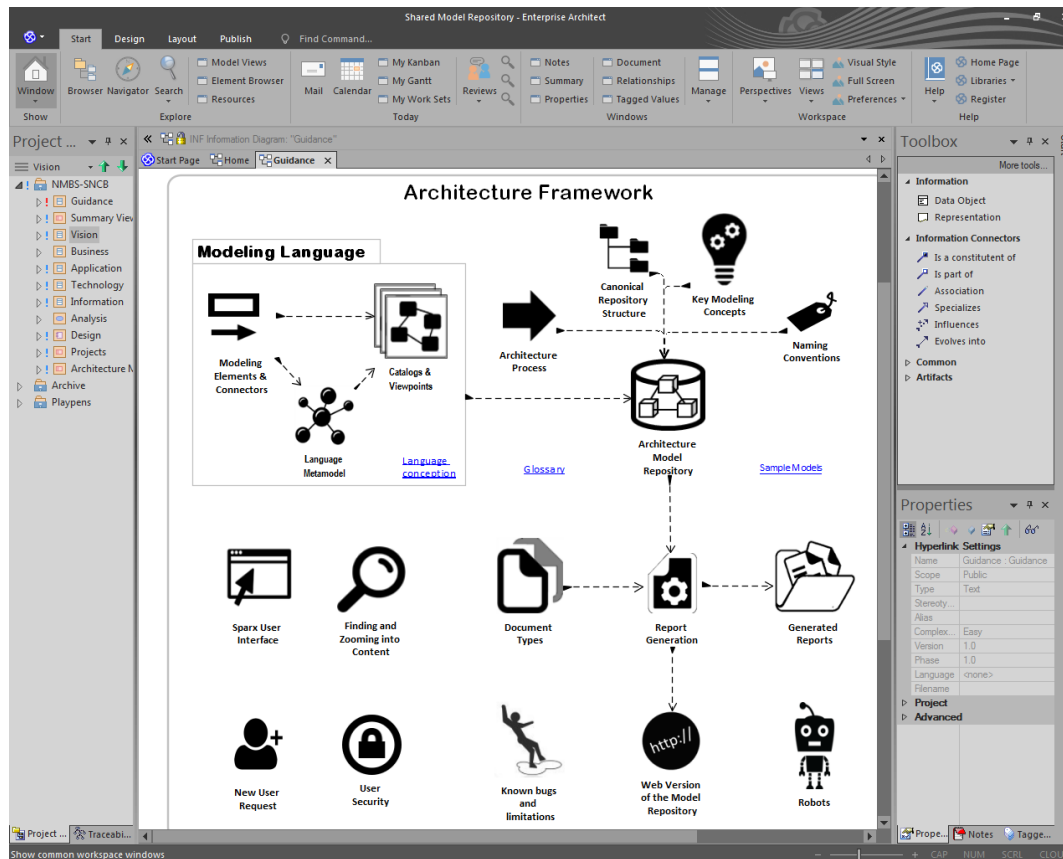 Shared Model Repository - Enterprise Architect
Start
Design
Layout
Publish
Find Command...
Window
Browser
Navigator
Search
Model Views
Element Browser
Resources
Mail
Calendar
My Kanban
My Gantt
My Work Sets
Reviews
Notes
Summary
Properties
Document
Relationships
Tagged Values
Manage
Perspectives
Views
Visual Style
Full Screen
Preferences
Help
Home Page
Libraries
Register
Show
Explore
Today
Windows
Workspace
Help
Project ...
Vision
NMBS-SNCB
Guidance
Summary View
Vision
Business
Application
Technology
Information
Analysis
Design
Projects
Architecture M
Archive
Playpens
Project ...
Traceabi...
INF Information Diagram: "Guidance"
Start Page
Home
Guidance
Architecture Framework
Modeling Language
Modeling
Elements &
Connectors
Catalogs &
Viewpoints
Language
Metamodel
Language
conception
Canonical
Repository
Structure
Key Modeling
Concepts
Architecture
Process
Naming
Conventions
Architecture
Model
Repository
Glossary
Sample Models
Sparx User
Interface
Finding and
Zooming into
Content
Document
Types
Report
Generation
Generated
Reports
New User
Request
User
Security
Known bugs
and
limitations
http://
Web Version
of the Model
Repository
Robots
Toolbox
More tools...
Information
Data Object
Representation
Information Connectors
Is a constituent of
Is part of
Association
Specializes
Influences
Evolves into
Common
Artifacts
Properties
Hyperlink Settings
Name Guidance : Guidance
Scope Public
Type Text
Stereoty...
Alias
Complex... Easy
Version 1.0
Phase 1.0
Language <none>
Filename
Project
Advanced
Prope...
Notes
Tagge...
Show common workspace windows
CAP
NUM
SCRL
CLOU